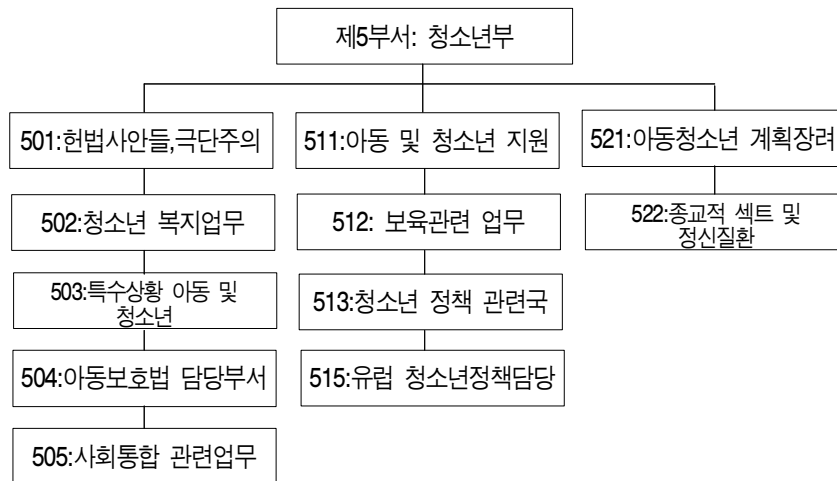 제5부서: 청소년부
501:헌법사안들,극단주의
502:청소년 복지업무
503:특수상황 아동 및
청소년
504:아동보호법 담당부서
505:사회통합 관련업무
511:아동 및 청소년 지원
512: 보육관련 업무
513:청소년 정책 관련국
515:유럽 청소년정책담당
521:아동청소년 계획장려
522:종교적 섹트 및
정신질환